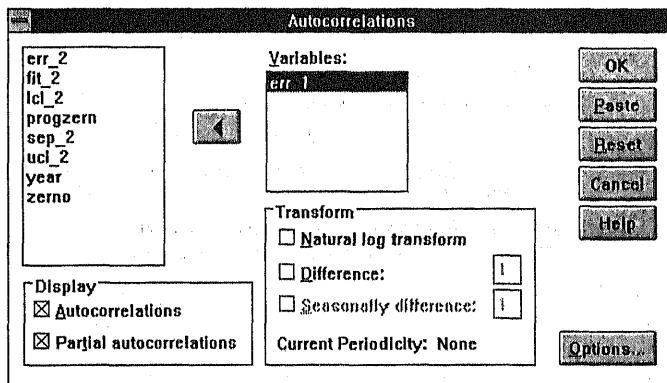 Autocorrelations
err_2
fit_2
lcl_2
progzern
sep_2
ucl_2
year
zerno
Variables:
err_1
OK
Paste
Reset
Cancel
Help
Transform
Natural log transform
Difference: 1
Seasonally difference: 1
Current Periodicity: None
Display
Autocorrelations
Partial autocorrelations
Options...